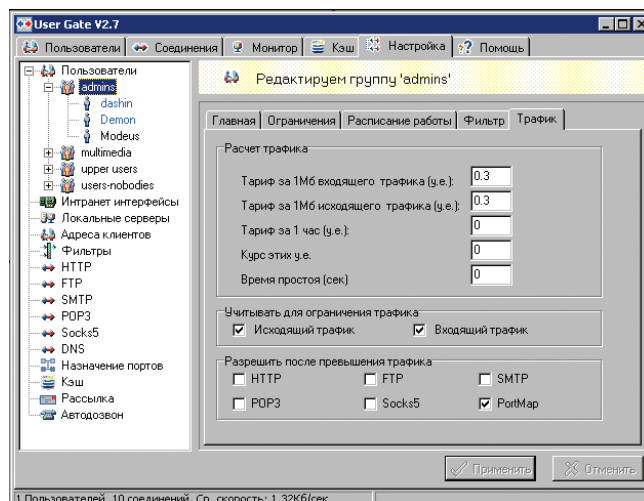 User Gate V2.7
Пользователи Соединения Монитор Кэш Настройка Помощь
Пользователи
admins
dashin
Demon
Modeus
multimedia
upper users
users-nobodies
Интранет интерфейсы
Локальные серверы
Адреса клиентов
Фильтры
HTTP
FTP
SMTP
POP3
Socks5
DNS
Назначение портов
Кэш
Рассылка
Автодозвон
Редактируем группу 'admins'
Главная Ограничения Расписание работы Фильтр Трафик
Расчет трафика
Тариф за 1Мб входящего трафика (у.е.): 0.3
Тариф за 1Мб исходящего трафика (у.е.): 0.3
Тариф за 1 час (у.е.): 0
Курс этих у.е. 0
Время простоя (сек) 0
Учитывать для ограничения трафика
Исходящий трафик Входящий трафик
Разрешить после превышения трафика
HTTP FTP SMTP
POP3 Socks5 PortMap
Применить Отменить
1 Пользователей, 10 соединений, Ср. скорость: 1,32Кб/сек